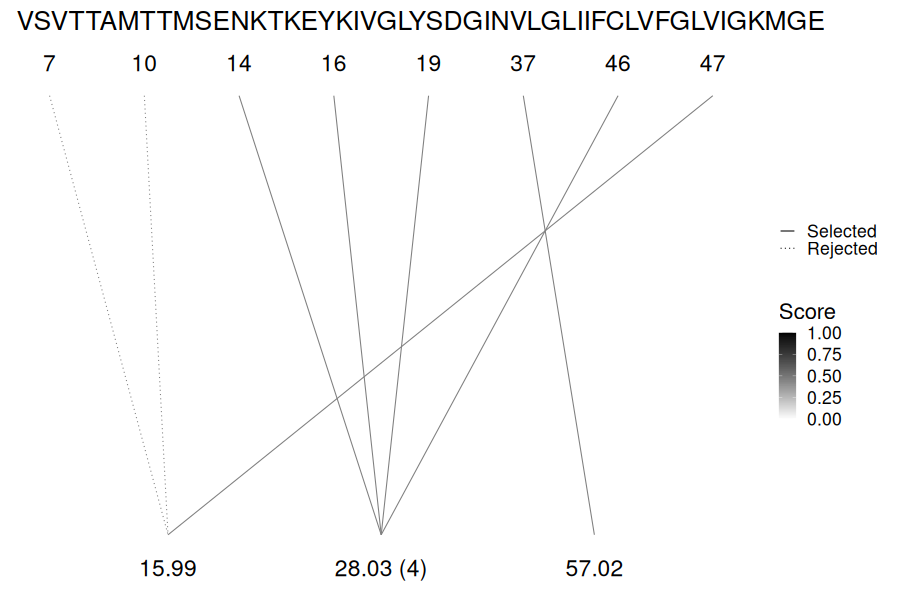 VSVTTAMTTMSENKTKEYKIVGLYSDGINVLGLIIFCLVFGLVIGKMGE
7 10 14 16 19 37 46 47
Selected
Rejected
Score
1.00
0.75
0.50
0.25
0.00
15.99 28.03 (4) 57.02